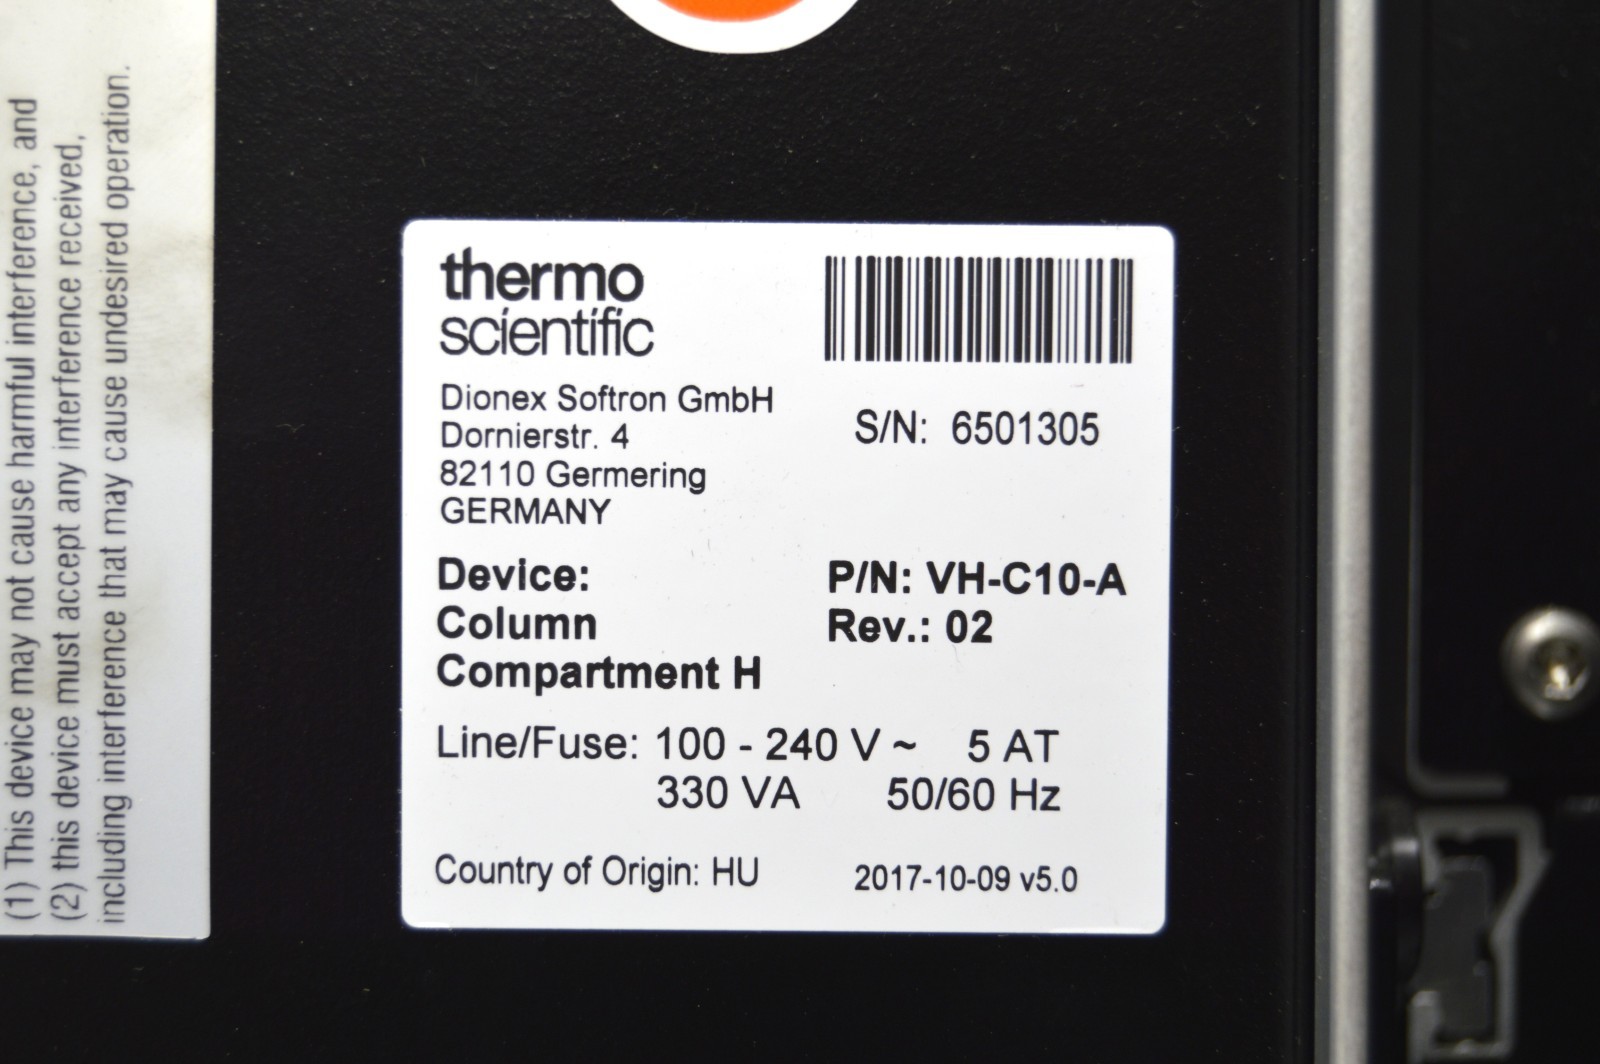 (1) This device may not cause harmful interference, and
(2) this device must accept any interference received,
including interference that may cause undesired operation.
thermo
scientific
Dionex Softron GmbH
Dornierstr. 4
82110 Germering
GERMANY
S/N: 6501305
Device:
Column
Compartment H
P/N: VH-C10-A
Rev.: 02
Line/Fuse: 100 - 240 V ~ 5 AT
330 VA 50/60 Hz
Country of Origin: HU 2017-10-09 v5.0